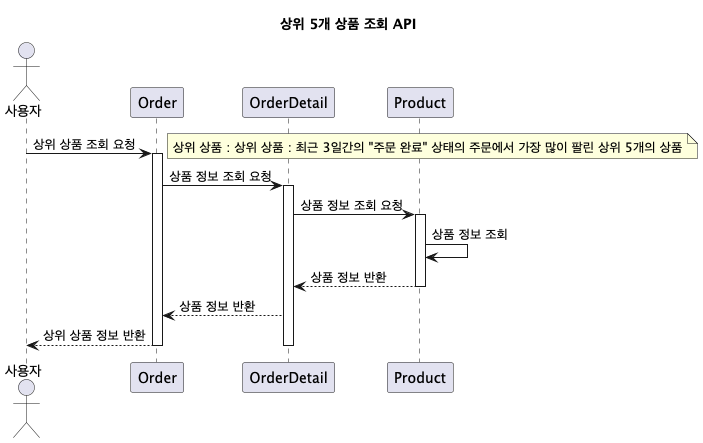 상위 5개 상품 조회 API
사용자
Order
OrderDetail
Product
상위 상품 조회 요청
상위 상품 : 상위 상품 : 최근 3일간의 "주문 완료" 상태의 주문에서 가장 많이 팔린 상위 5개의 상품
상품 정보 조회 요청
상품 정보 조회 요청
상품 정보 조회
상품 정보 반환
상품 정보 반환
상위 상품 정보 반환
사용자
Order
OrderDetail
Product